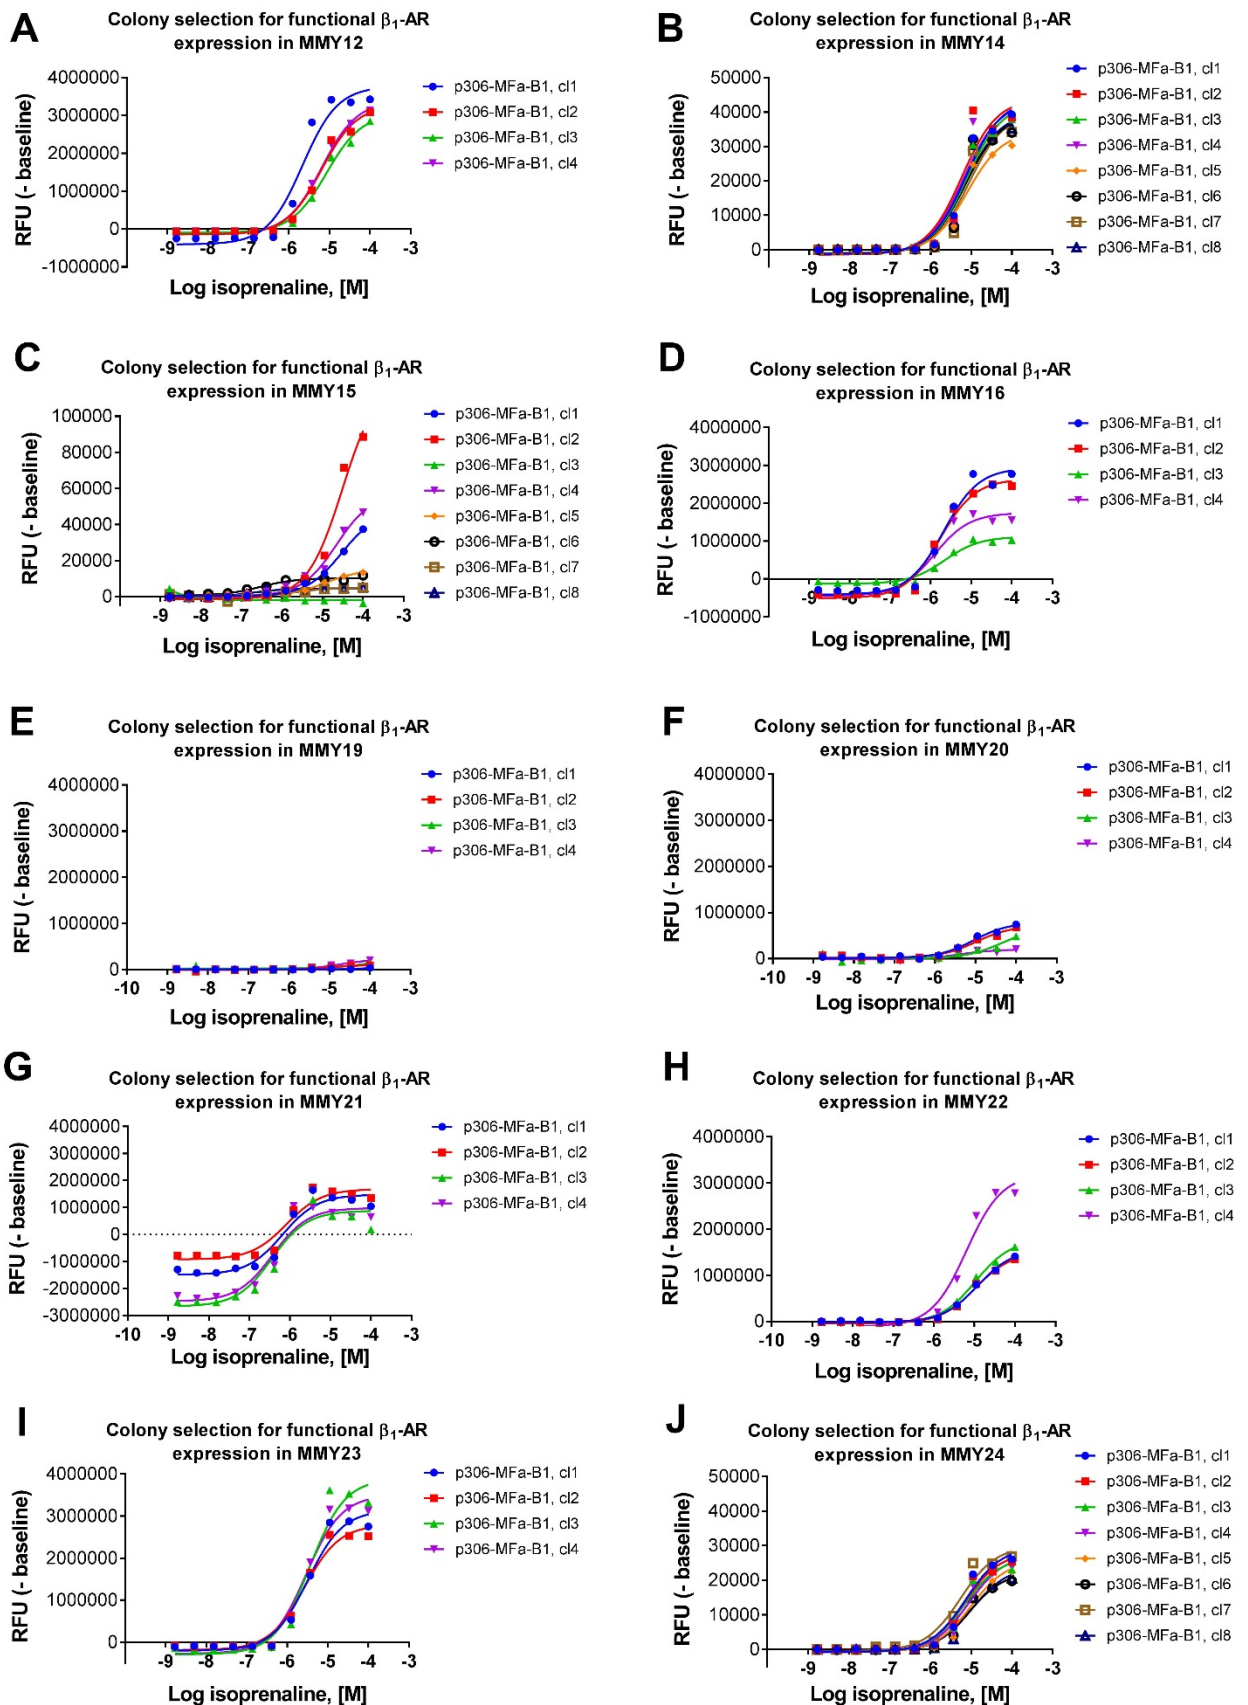 A
Colony selection for functional β1-AR
expression in MMY12
4000000
3000000
2000000
1000000
0
-1000000
-9 -8 -7 -6 -5 -4 -3
RFU (- baseline)
Log isoprenaline, [M]
p306-MFa-B1, cl1
p306-MFa-B1, cl2
p306-MFa-B1, cl3
p306-MFa-B1, cl4
B
Colony selection for functional β1-AR
expression in MMY14
50000
40000
30000
20000
10000
0
-9 -8 -7 -6 -5 -4 -3
RFU (- baseline)
Log isoprenaline, [M]
p306-MFa-B1, cl1
p306-MFa-B1, cl2
p306-MFa-B1, cl3
p306-MFa-B1, cl4
p306-MFa-B1, cl5
p306-MFa-B1, cl6
p306-MFa-B1, cl7
p306-MFa-B1, cl8
C
Colony selection for functional β1-AR
expression in MMY15
100000
80000
60000
40000
20000
0
-9 -8 -7 -6 -5 -4 -3
RFU (- baseline)
Log isoprenaline, [M]
p306-MFa-B1, cl1
p306-MFa-B1, cl2
p306-MFa-B1, cl3
p306-MFa-B1, cl4
p306-MFa-B1, cl5
p306-MFa-B1, cl6
p306-MFa-B1, cl7
p306-MFa-B1, cl8
D
Colony selection for functional β1-AR
expression in MMY16
4000000
3000000
2000000
1000000
0
-1000000
-9 -8 -7 -6 -5 -4 -3
RFU (- baseline)
Log isoprenaline, [M]
p306-MFa-B1, cl1
p306-MFa-B1, cl2
p306-MFa-B1, cl3
p306-MFa-B1, cl4
E
Colony selection for functional β1-AR
expression in MMY19
4000000
3000000
2000000
1000000
0
-10 -9 -8 -7 -6 -5 -4 -3
RFU (- baseline)
Log isoprenaline, [M]
p306-MFa-B1, cl1
p306-MFa-B1, cl2
p306-MFa-B1, cl3
p306-MFa-B1, cl4
F
Colony selection for functional β1-AR
expression in MMY20
4000000
3000000
2000000
1000000
0
-10 -9 -8 -7 -6 -5 -4 -3
RFU (- baseline)
Log isoprenaline, [M]
p306-MFa-B1, cl1
p306-MFa-B1, cl2
p306-MFa-B1, cl3
p306-MFa-B1, cl4
G
Colony selection for functional β1-AR
expression in MMY21
4000000
3000000
2000000
1000000
0
-1000000
-2000000
-3000000
-10 -9 -8 -7 -6 -5 -4 -3
RFU (- baseline)
Log isoprenaline, [M]
p306-MFa-B1, cl1
p306-MFa-B1, cl2
p306-MFa-B1, cl3
p306-MFa-B1, cl4
H
Colony selection for functional β1-AR
expression in MMY22
4000000
3000000
2000000
1000000
0
-10 -9 -8 -7 -6 -5 -4 -3
RFU (- baseline)
Log isoprenaline, [M]
p306-MFa-B1, cl1
p306-MFa-B1, cl2
p306-MFa-B1, cl3
p306-MFa-B1, cl4
I
Colony selection for functional β1-AR
expression in MMY23
4000000
3000000
2000000
1000000
0
-9 -8 -7 -6 -5 -4 -3
RFU (- baseline)
Log isoprenaline, [M]
p306-MFa-B1, cl1
p306-MFa-B1, cl2
p306-MFa-B1, cl3
p306-MFa-B1, cl4
J
Colony selection for functional β1-AR
expression in MMY24
50000
40000
30000
20000
10000
0
-9 -8 -7 -6 -5 -4 -3
RFU (- baseline)
Log isoprenaline, [M]
p306-MFa-B1, cl1
p306-MFa-B1, cl2
p306-MFa-B1, cl3
p306-MFa-B1, cl4
p306-MFa-B1, cl5
p306-MFa-B1, cl6
p306-MFa-B1, cl7
p306-MFa-B1, cl8